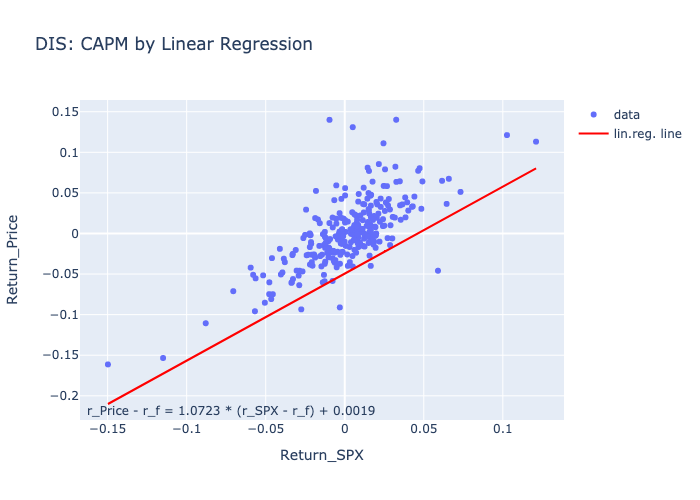 DIS: CAPM by Linear Regression
data
lin.reg. line
0.15
0.1
0.05
0
−0.05
−0.1
−0.15
−0.2
Return_Price
r_Price - r_f = 1.0723 * (r_SPX - r_f) + 0.0019
−0.15
−0.1
−0.05
0
0.05
0.1
Return_SPX